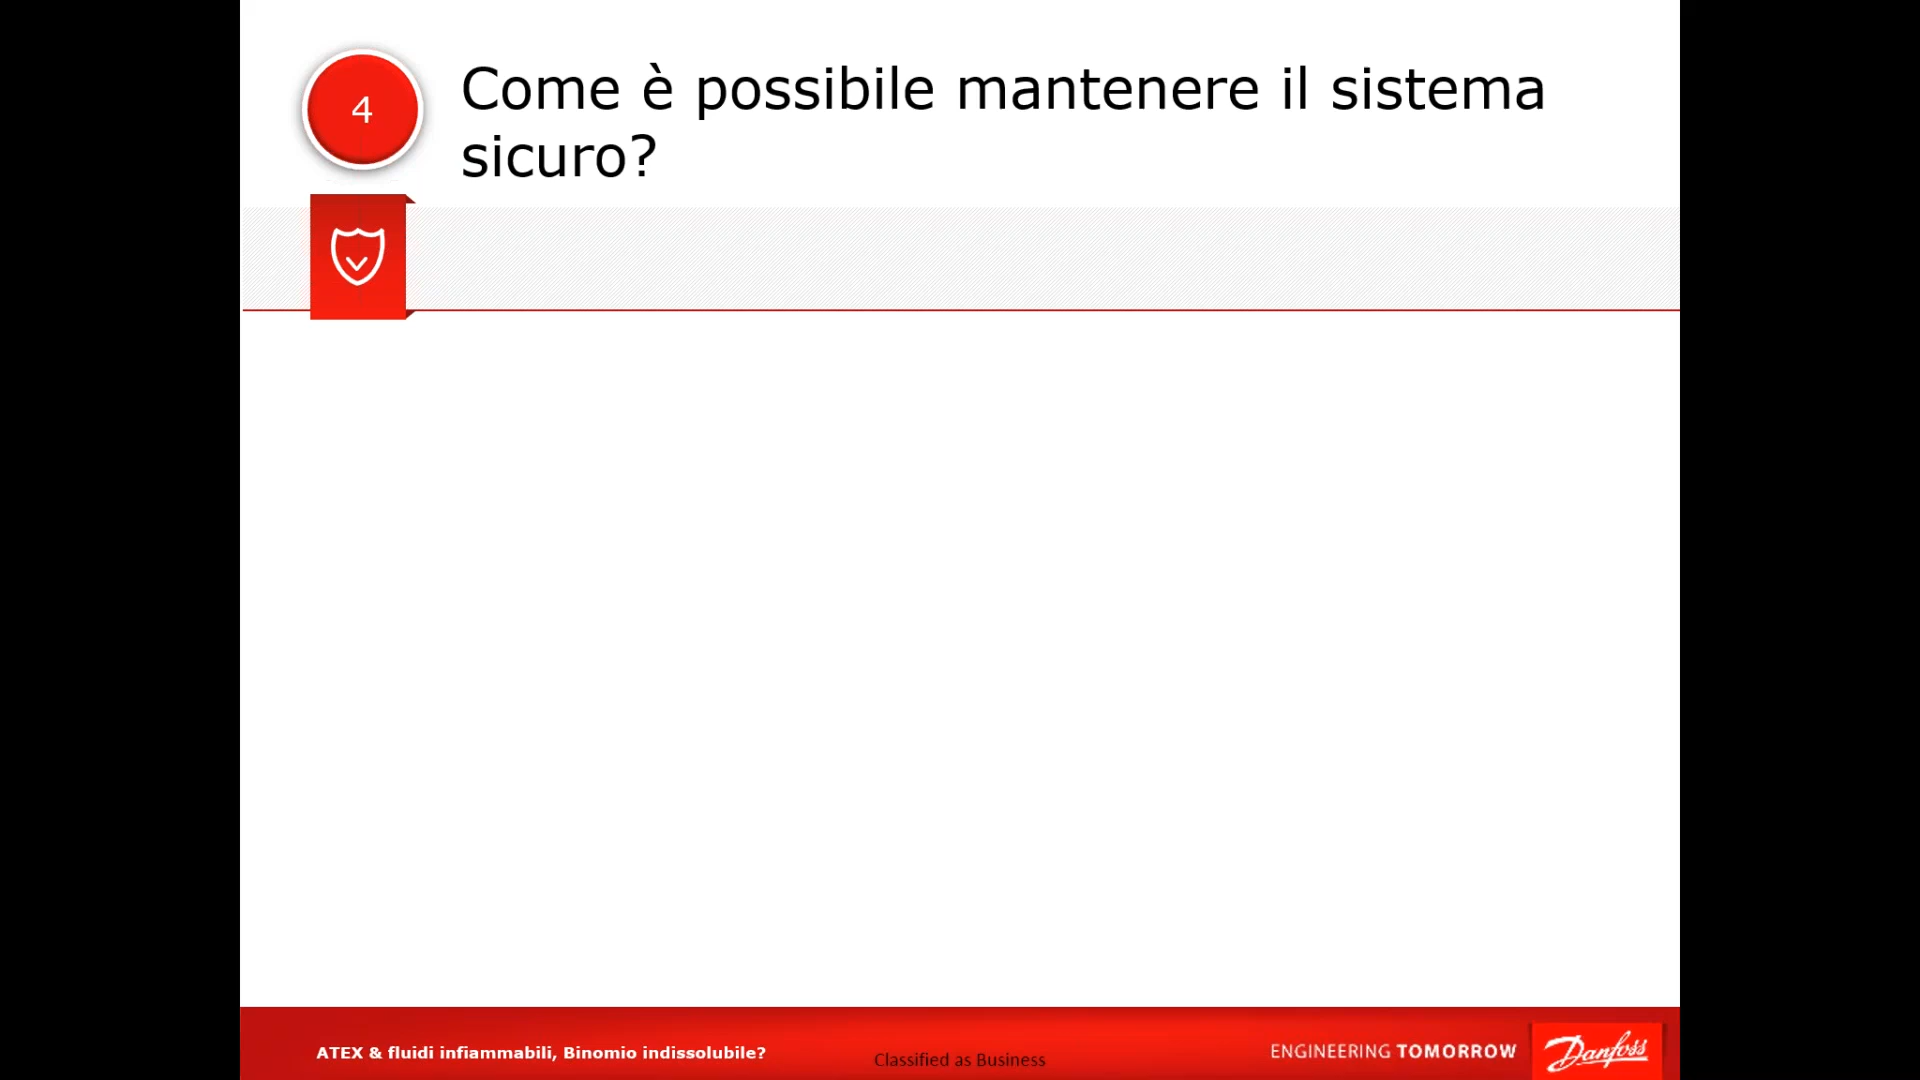 4
Come è possibile mantenere il sistema
sicuro?
ATEX & fluidi infiammabili, Binomio indissolubile?
Classified as Business
ENGINEERING TOMORROW
Danfoss